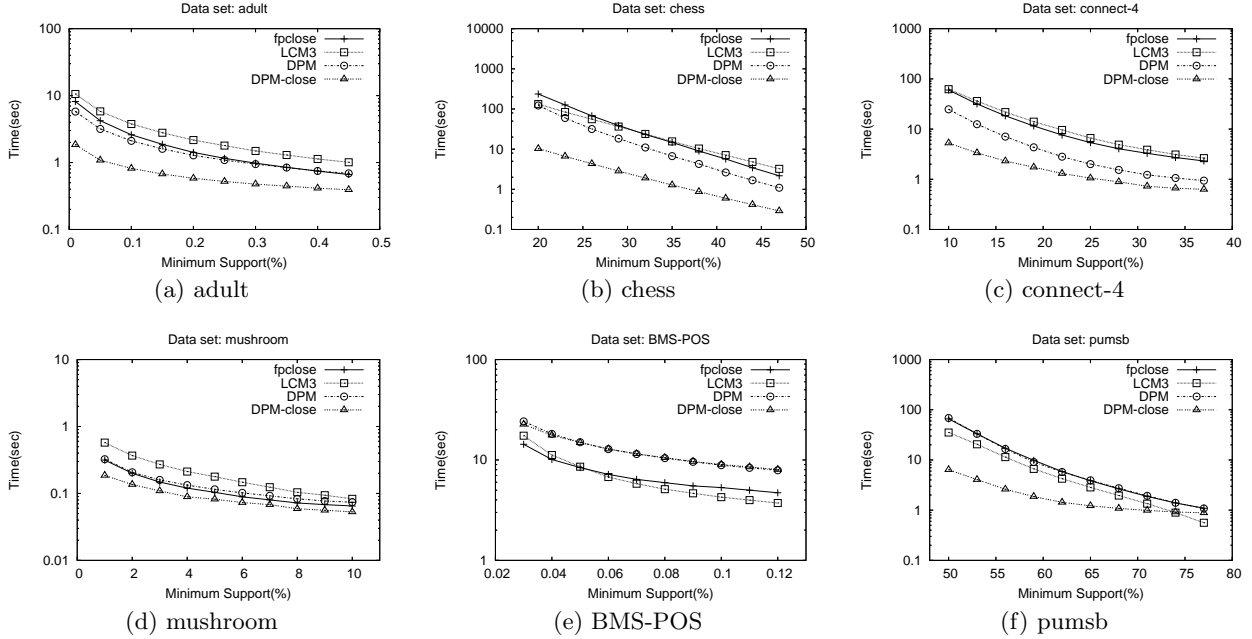 Data set: adult
Time(sec)
100
10
1
0.1
0 0.1 0.2 0.3 0.4 0.5
Minimum Support(%)
fpclose
LCM3
DPM
DPM-close
(a) adult
Data set: chess
Time(sec)
10000
1000
100
10
1
0.1
20 25 30 35 40 45 50
Minimum Support(%)
fpclose
LCM3
DPM
DPM-close
(b) chess
Data set: connect-4
Time(sec)
1000
100
10
1
0.1
10 15 20 25 30 35 40
Minimum Support(%)
fpclose
LCM3
DPM
DPM-close
(c) connect-4
Data set: mushroom
Time(sec)
10
1
0.1
0.01
0 2 4 6 8 10
Minimum Support(%)
fpclose
LCM3
DPM
DPM-close
(d) mushroom
Data set: BMS-POS
Time(sec)
100
10
1
0.02 0.04 0.06 0.08 0.1 0.12
Minimum Support(%)
fpclose
LCM3
DPM
DPM-close
(e) BMS-POS
Data set: pumsb
Time(sec)
1000
100
10
1
0.1
50 55 60 65 70 75 80
Minimum Support(%)
fpclose
LCM3
DPM
DPM-close
(f) pumsb